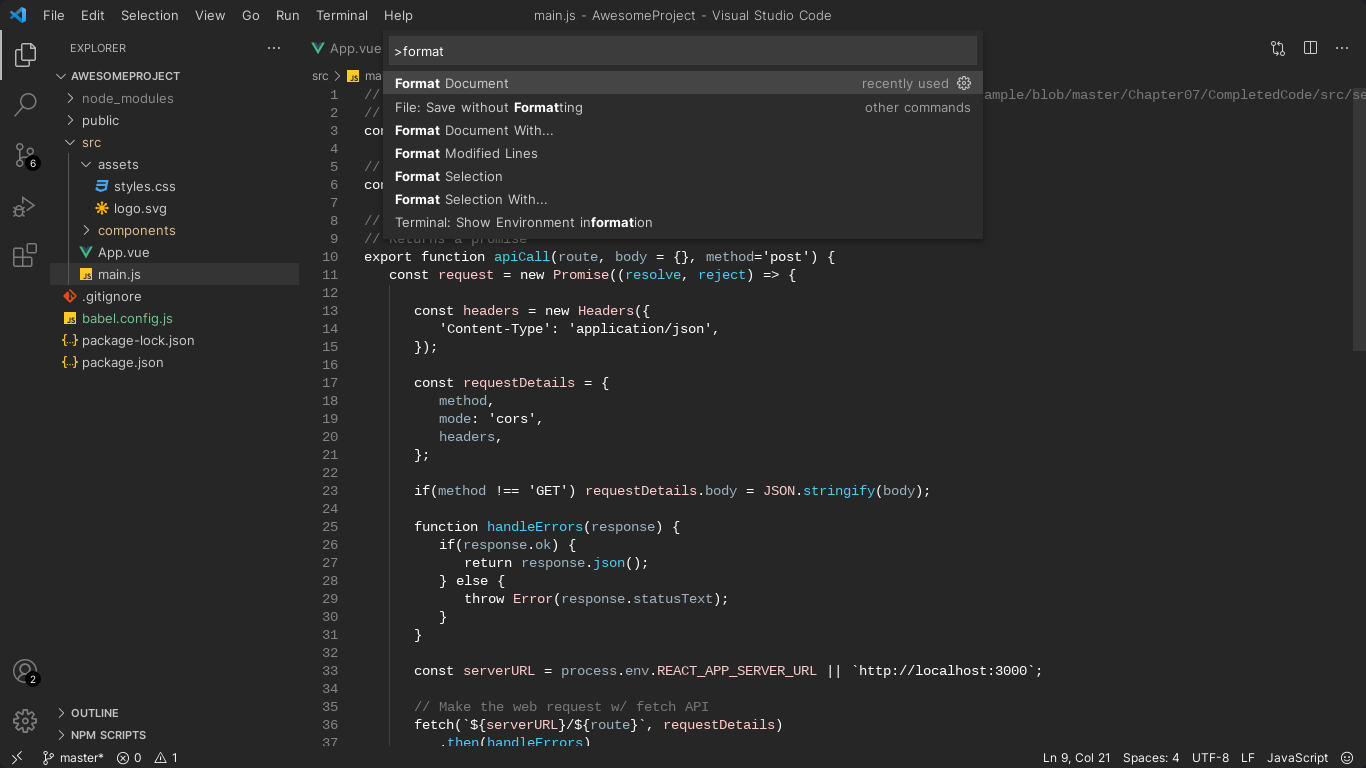 File Edit Selection View Go Run Terminal Help main.js - AwesomeProject - Visual Studio Code
EXPLORER
App.vue
AWESOMEPROJECT
node_modules
public
src
assets
styles.css
logo.svg
components
App.vue
main.js
.gitignore
babel.config.js
package-lock.json
package.json
OUTLINE
NPM SCRIPTS
6
2
>format
Format Document recently used
File: Save without Formatting other commands
Format Document With...
Format Modified Lines
Format Selection
Format Selection With...
Terminal: Show Environment information
src JS
1 // ample/blob/master/Chapter07/CompletedCode/src/se
2 //
3
4
5 //
6
7
8 //
9 // Returns a promise
10 export function apiCall(route, body = {}, method='post') {
11 const request = new Promise((resolve, reject) => {
12
13 const headers = new Headers({
14 'Content-Type': 'application/json',
15 });
16
17 const requestDetails = {
18 method,
19 mode: 'cors',
20 headers,
21 };
22
23 if(method !== 'GET') requestDetails.body = JSON.stringify(body);
24
25 function handleErrors(response) {
26 if(response.ok) {
27 return response.json();
28 } else {
29 throw Error(response.statusText);
30 }
31 }
32
33 const serverURL = process.env.REACT_APP_SERVER_URL || `http://localhost:3000`;
34
35 // Make the web request w/ fetch API
36 fetch(`${serverURL}/${route}`, requestDetails)
37 .then(handleErrors)
master* 0 1 Ln 9, Col 21 Spaces: 4 UTF-8 LF JavaScript